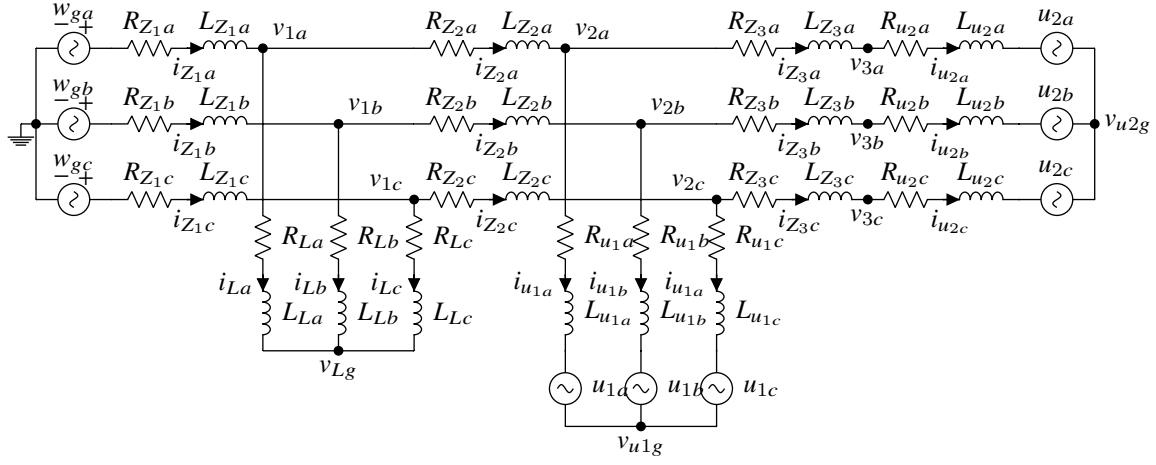 w_ga R_Z1a L_Z1a v_1a R_Z2a L_Z2a v_2a R_Z3a L_Z3a R_u2a L_u2a u_2a
- + i_Z1a i_Z2a i_Z3a v_3a i_u2a
w_gb R_Z1b L_Z1b v_1b R_Z2b L_Z2b v_2b R_Z3b L_Z3b R_u2b L_u2b u_2b
- + i_Z1b i_Z2b i_Z3b v_3b i_u2b v_u2g
w_gc R_Z1c L_Z1c v_1c R_Z2c L_Z2c v_2c R_Z3c L_Z3c R_u2c L_u2c u_2c
- + i_Z1c i_Z2c i_Z3c v_3c i_u2c
R_La R_Lb R_Lc R_u1a R_u1b R_u1c
i_La i_Lb i_Lc i_u1a i_u1b i_u1a
L_La L_Lb L_Lc L_u1a L_u1b L_u1c
v_Lg
u_1a u_1b u_1c
v_u1g